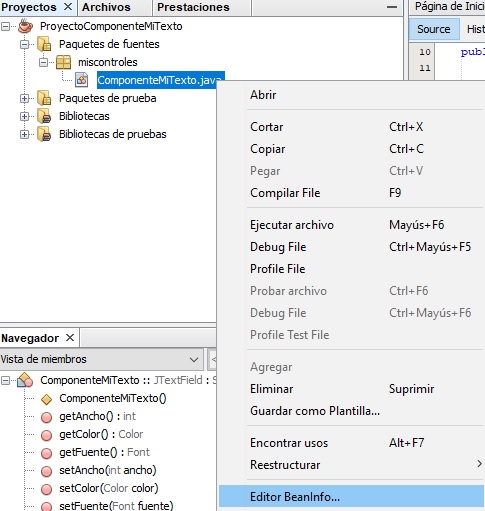 Proyectos × Archivos Prestaciones
Página de Inici
ProyectoComponenteMiTexto
Paquetes de fuentes
miscontroles
ComponenteMiTexto.java
Paquetes de prueba
Bibliotecas
Bibliotecas de pruebas
Source Hist
10 publ
11
Abrir
Cortar Ctrl+X
Copiar Ctrl+C
Pegar Ctrl+V
Compilar File F9
Ejecutar archivo Mayús+F6
Debug File Ctrl+Mayús+F5
Profile File
Probar archivo Ctrl+F6
Debug File Ctrl+Mayús+F6
Profile Test File
Agregar
Eliminar Suprimir
Guardar como Plantilla...
Encontrar usos Alt+F7
Reestructurar
Editor BeanInfo...
Navegador ×
Vista de miembros
ComponenteMiTexto :: JTextField : S
ComponenteMiTexto()
getAncho() : int
getColor() : Color
getFuente() : Font
setAncho(int ancho)
setColor(Color color)
setFuente(Font fuente)